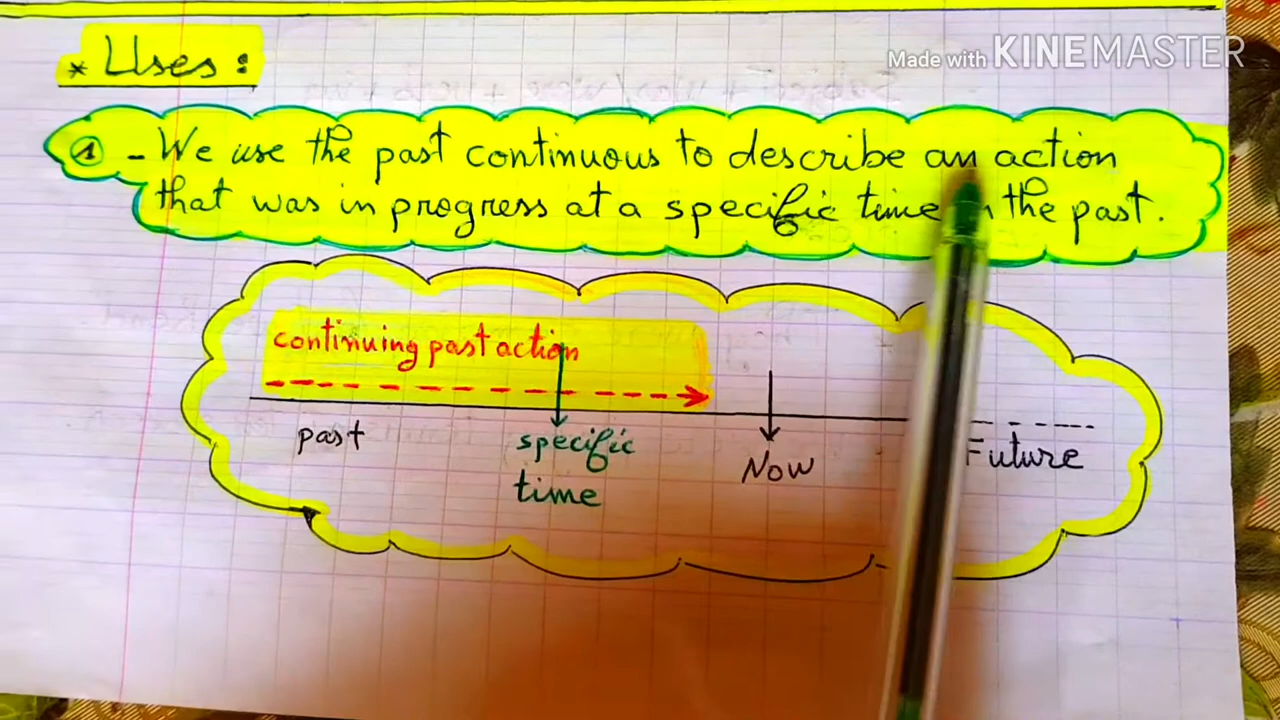 * Uses:
Made with KINEMASTER
1 - We use the past continuous to describe an action
that was in progress at a specific time the past.
continuing past action
past
specific
time
Now
Future